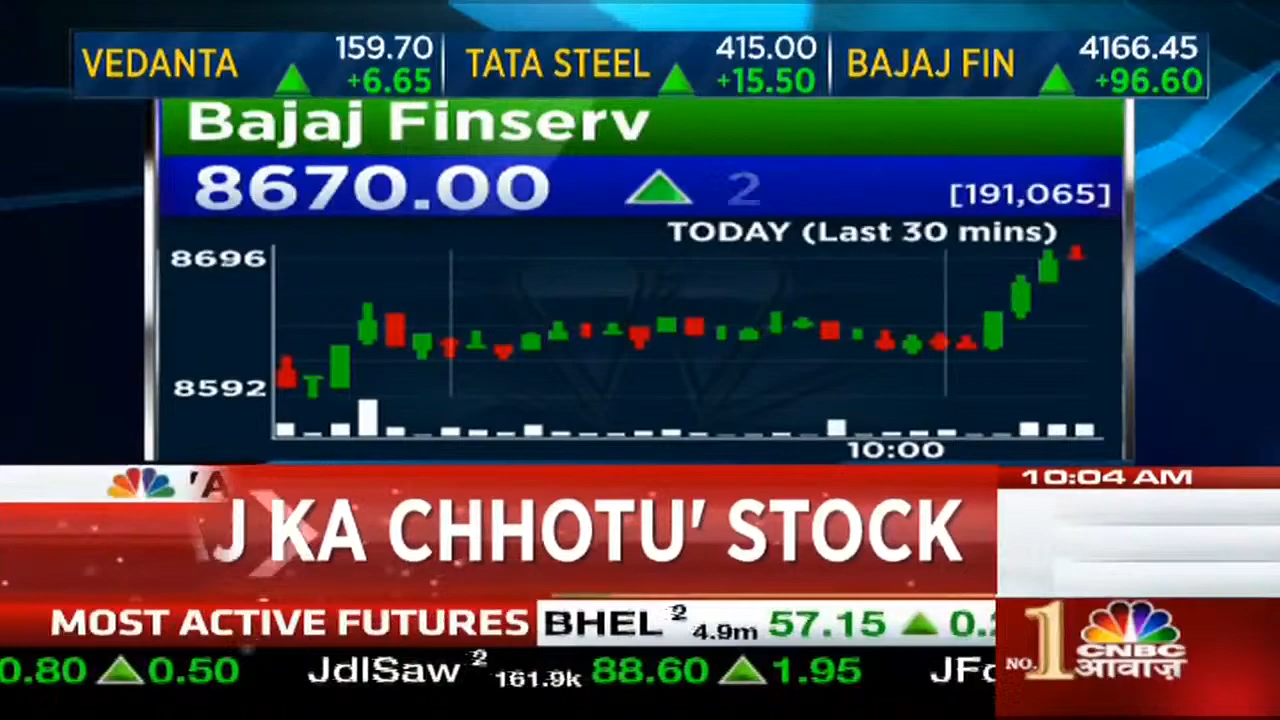 VEDANTA 159.70 +6.65 TATA STEEL 415.00 +15.50 BAJAJ FIN 4166.45 +96.60
Bajaj Finserv
8670.00 2 [191,065]
TODAY (Last 30 mins)
8696
8592
10:00
10:04 AM
J KA CHHOTU' STOCK
MOST ACTIVE FUTURES BHEL 2 4.9m 57.15
0.80 0.50 JdlSaw 2 161.9k 88.60 1.95
NO.1 CNBC
आवाज़